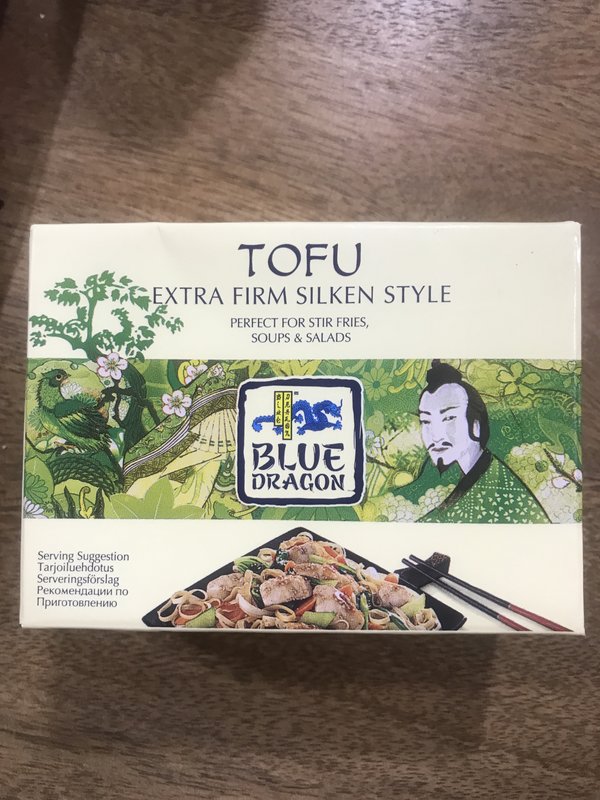 TOFU
EXTRA FIRM SILKEN STYLE
PERFECT FOR STIR FRIES,
SOUPS & SALADS
BLUE
DRAGON
Serving Suggestion
Tarjoiluehdotus
Serveringsförslag
Рекомендации по
Приготовлению